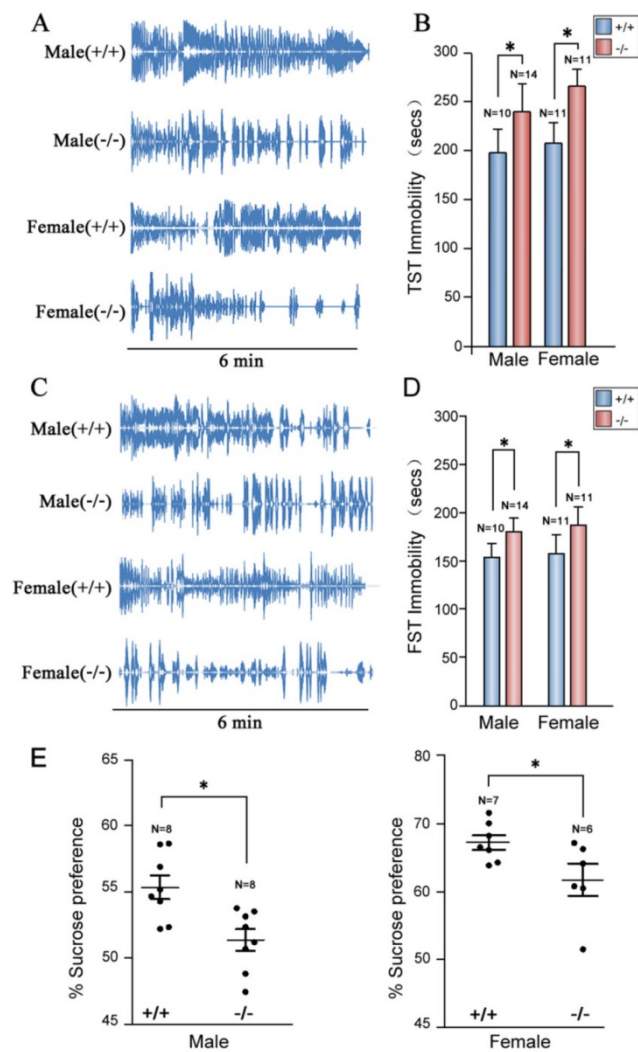 A
Male(+/+)
Male(-/-)
Female(+/+)
Female(-/-)
6 min
B
+/+
-/-
TST Immobility (secs)
300
250
200
150
100
50
0
*
*
N=10
N=14
N=11
N=11
Male Female
C
Male(+/+)
Male(-/-)
Female(+/+)
Female(-/-)
6 min
D
+/+
-/-
FST Immobility (secs)
300
250
200
150
100
50
0
*
*
N=10
N=14
N=11
N=11
Male Female
E
% Sucrose preference
65
60
55
50
45
*
N=8
N=8
+/+ -/-
Male
% Sucrose preference
80
70
60
45
*
N=7
N=6
+/+ -/-
Female